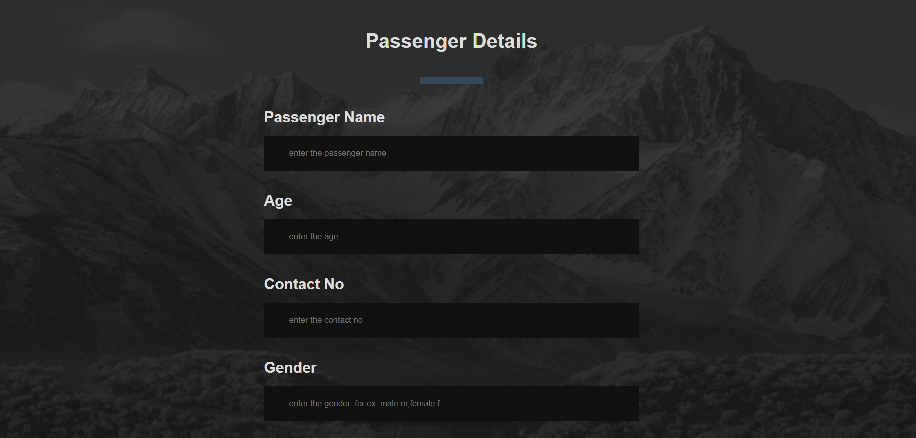 Passenger Details
Passenger Name
enter the passenger name
Age
enter the age
Contact No
enter the contact no
Gender
enter the gender for ex male m,female f